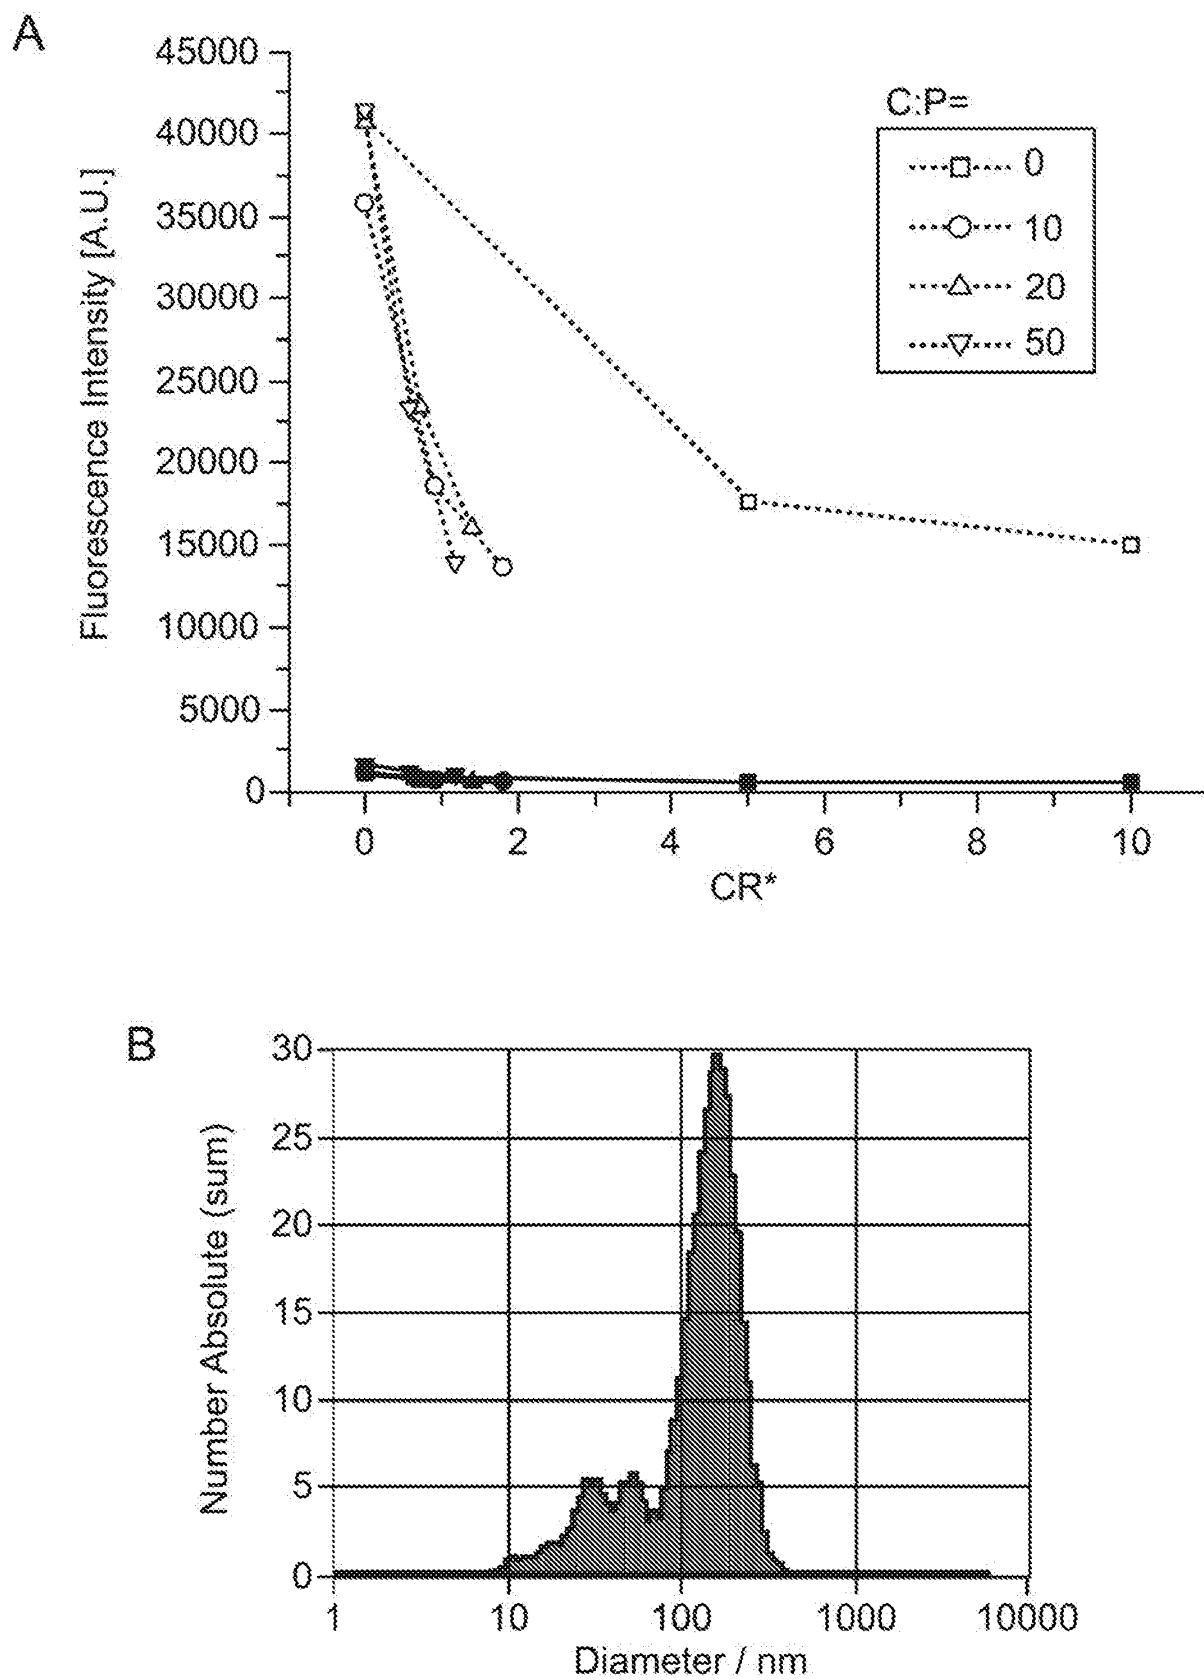 A
45000
40000
35000
30000
25000
20000
15000
10000
5000
0
Fluorescence Intensity [A.U.]
C:P=
0
10
20
50
0 2 4 6 8 10
CR*
B
30
25
20
15
10
5
0
Number Absolute (sum)
1 10 100 1000 10000
Diameter / nm